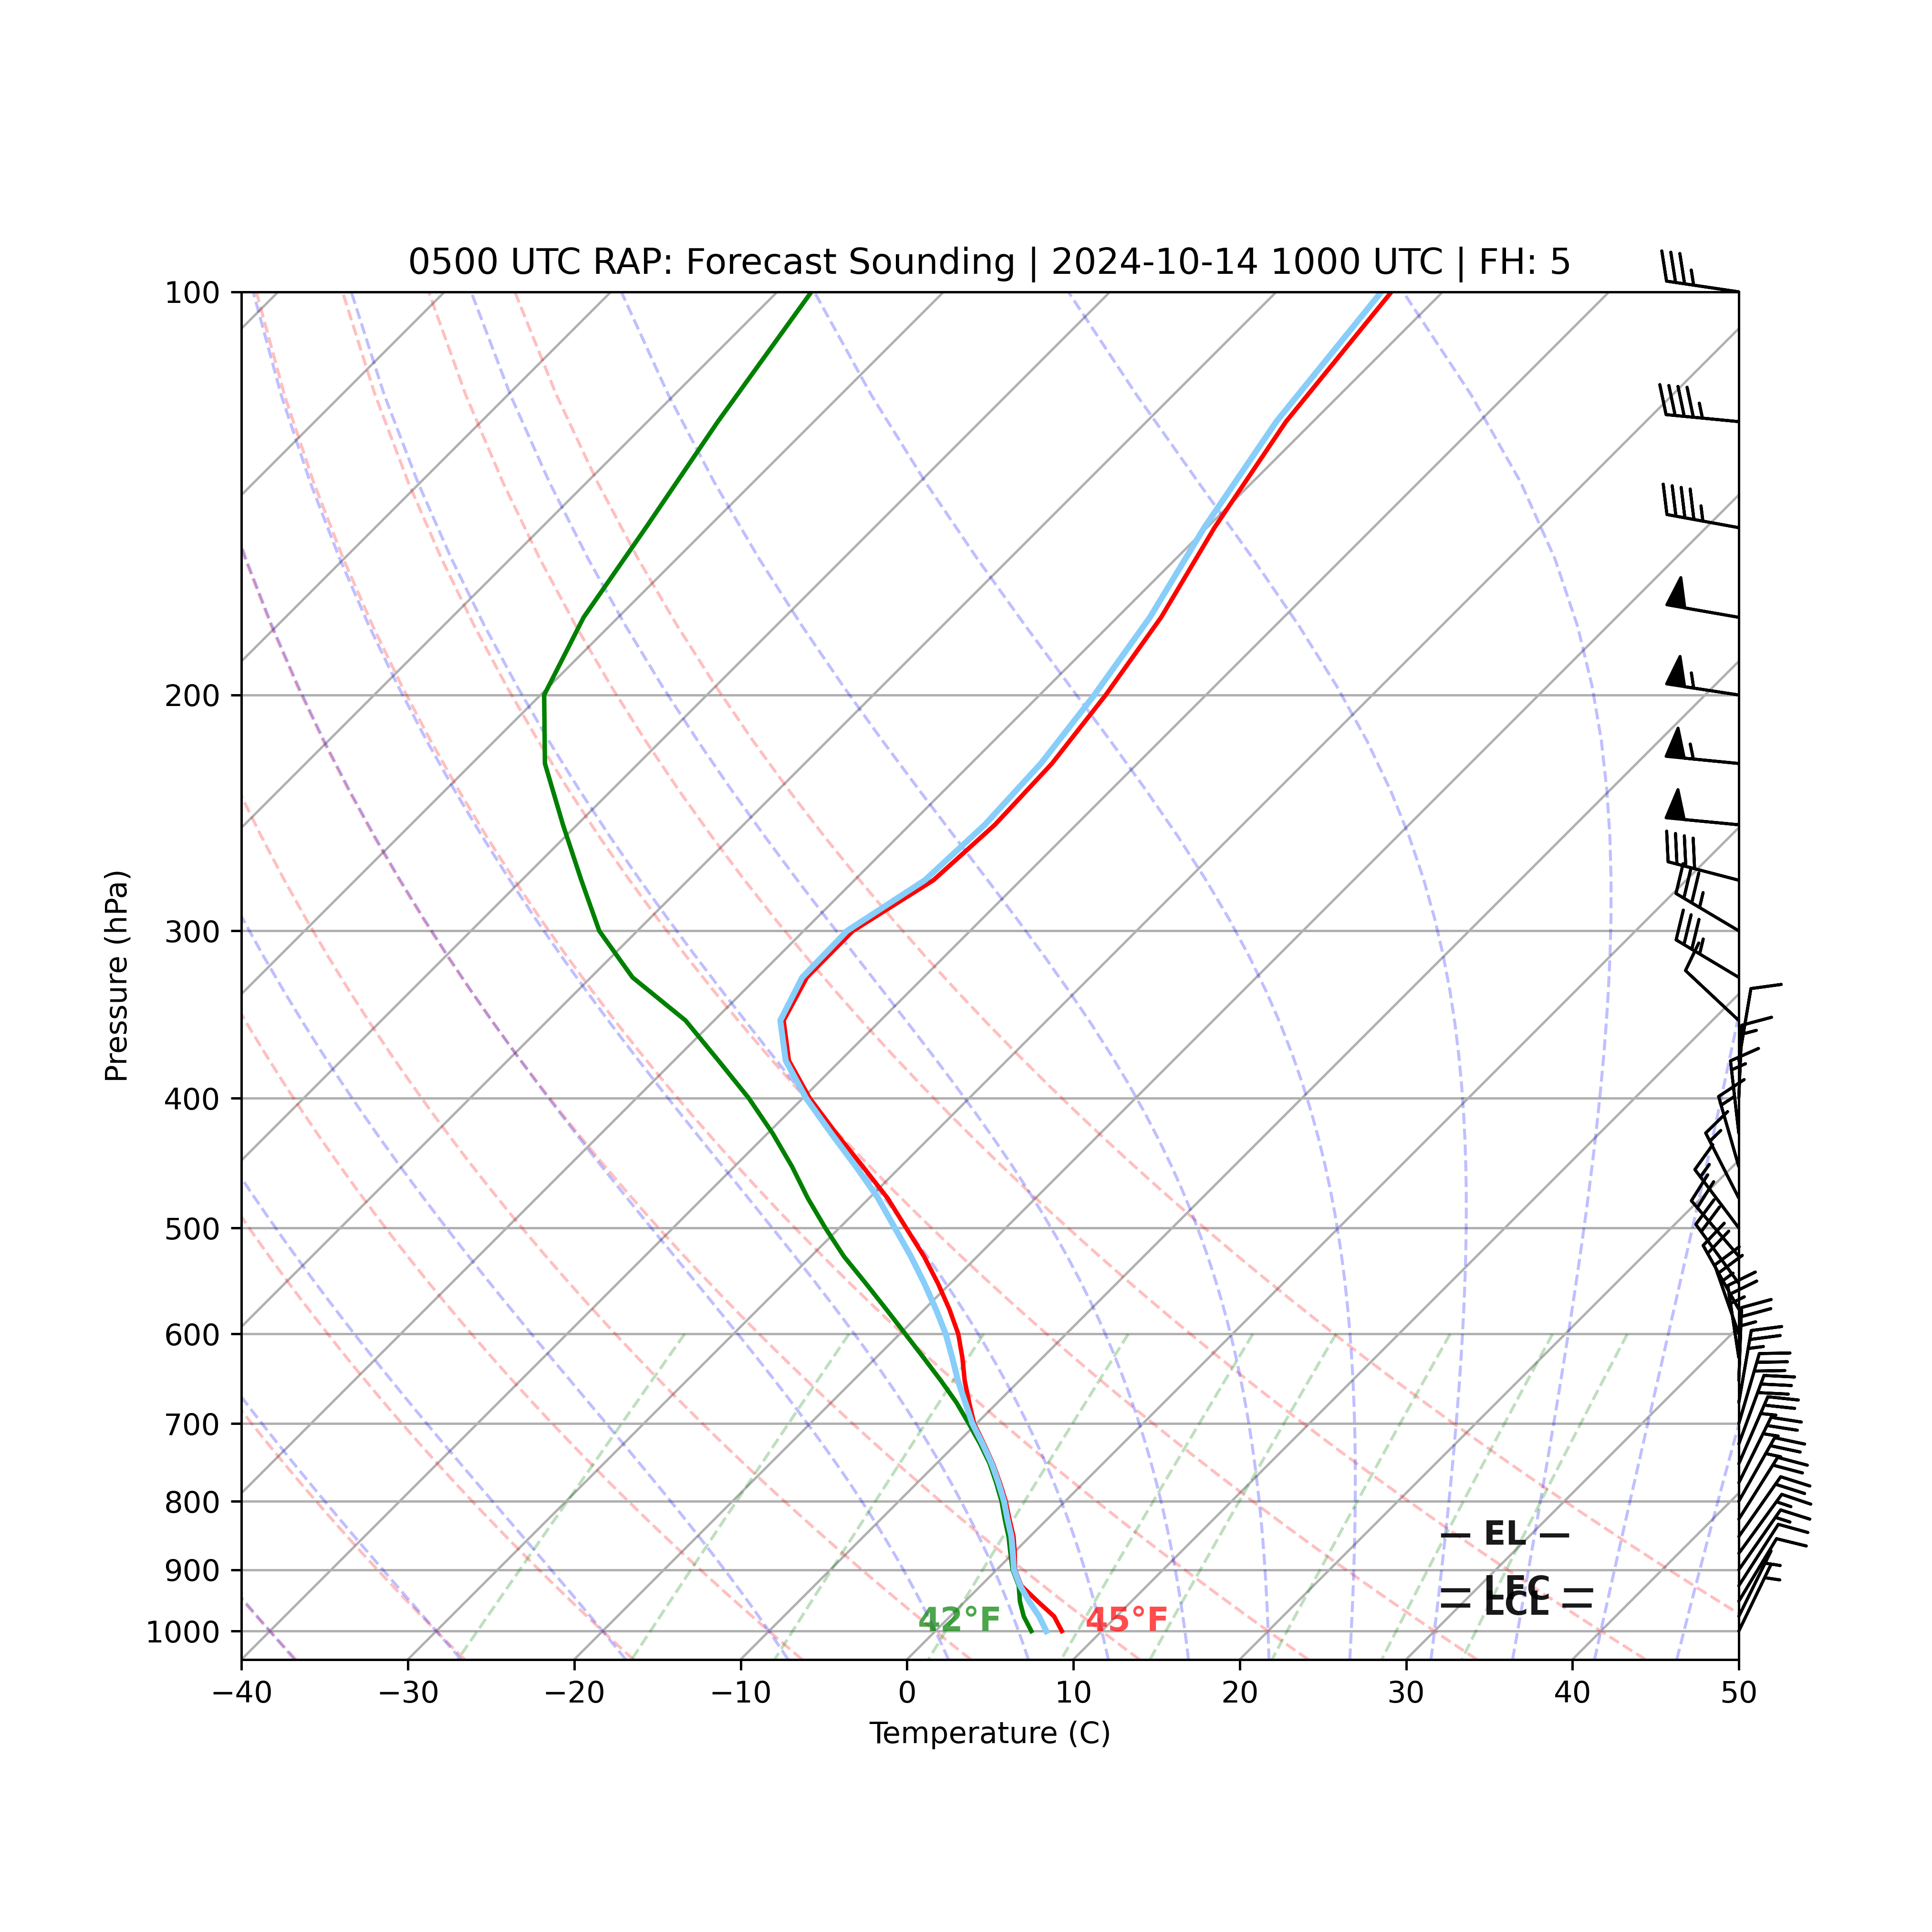 0500 UTC RAP: Forecast Sounding | 2024-10-14 1000 UTC | FH: 5
100
200
300
400
500
600
700
800
900
1000
Pressure (hPa)
— EL —
— LFC —
— LCL —
42°F
45°F
−40 −30 −20 −10 0 10 20 30 40 50
Temperature (C)